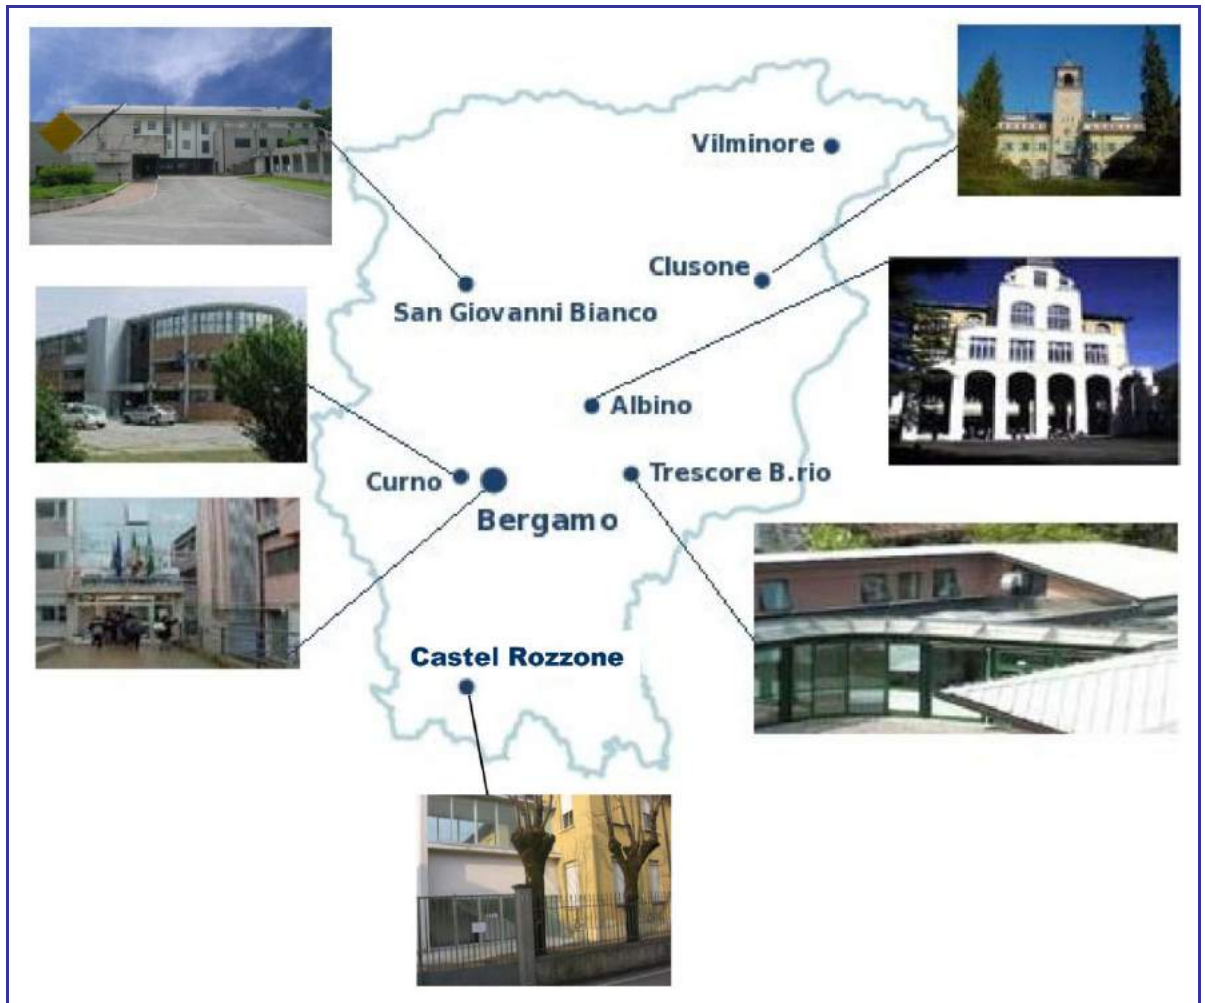 Vilminore
Clusone
San Giovanni Bianco
Albino
Curno
Trescore B.rio
Bergamo
Castel Rozzone